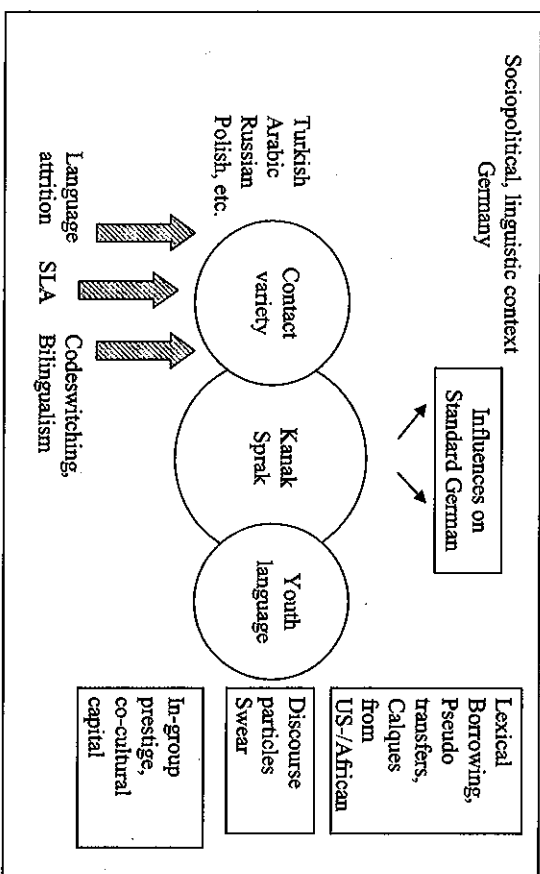 Sociopolitical, linguistic context
Germany
Influences on
Standard German
Turkish
Arabic
Russian
Polish, etc.
Contact
variety
Kanak
Sprak
Youth
language
Language
attrition
SLA
Codeswitching,
Bilingualism
Lexical
Borrowing,
Pseudo
transfers,
Calques
from
US-/African
Discourse
particles
Swear
In-group
prestige,
co-cultural
capital